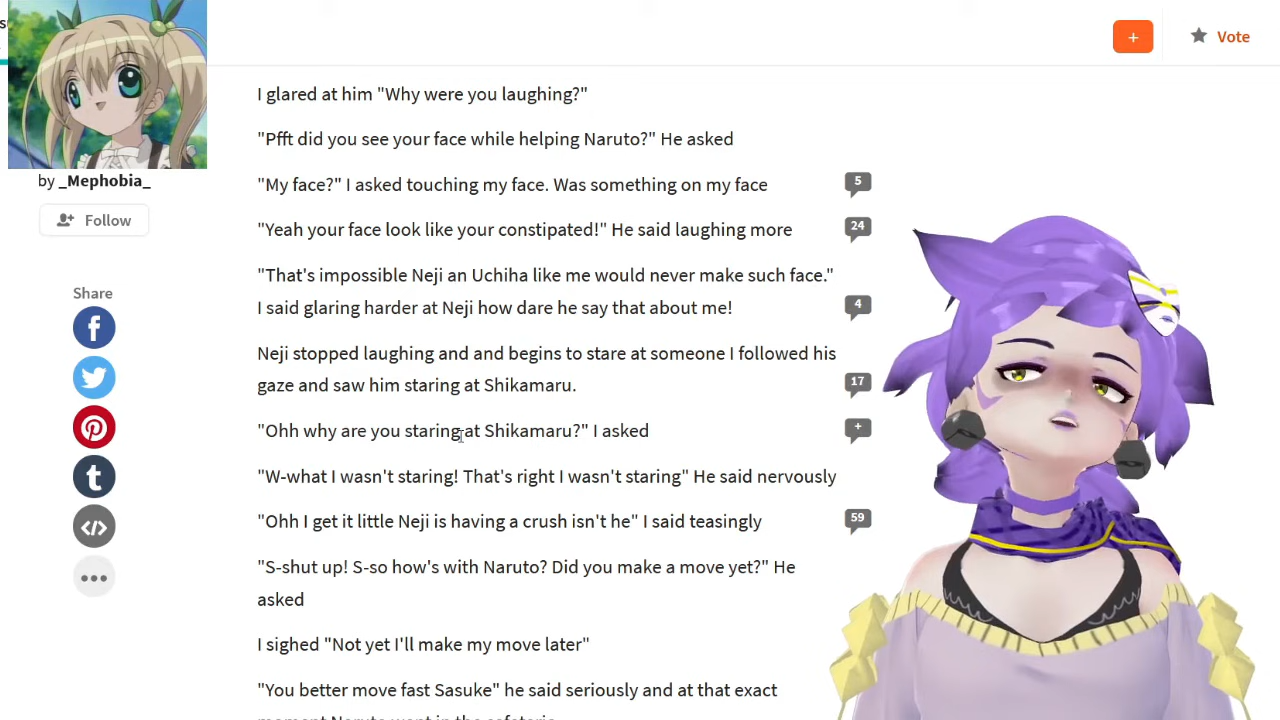 +
Vote
by _Mephobia_
Follow
Share
I glared at him "Why were you laughing?"
"Pfft did you see your face while helping Naruto?" He asked
"My face?" I asked touching my face. Was something on my face
5
"Yeah your face look like your constipated!" He said laughing more
24
"That's impossible Neji an Uchiha like me would never make such face."
I said glaring harder at Neji how dare he say that about me!
4
Neji stopped laughing and and begins to stare at someone I followed his
gaze and saw him staring at Shikamaru.
17
"Ohh why are you staring at Shikamaru?" I asked
+
"W-what I wasn't staring! That's right I wasn't staring" He said nervously
"Ohh I get it little Neji is having a crush isn't he" I said teasingly
59
"S-shut up! S-so how's with Naruto? Did you make a move yet?" He
asked
I sighed "Not yet I'll make my move later"
"You better move fast Sasuke" he said seriously and at that exact
moment Naruto went in the cafeteria